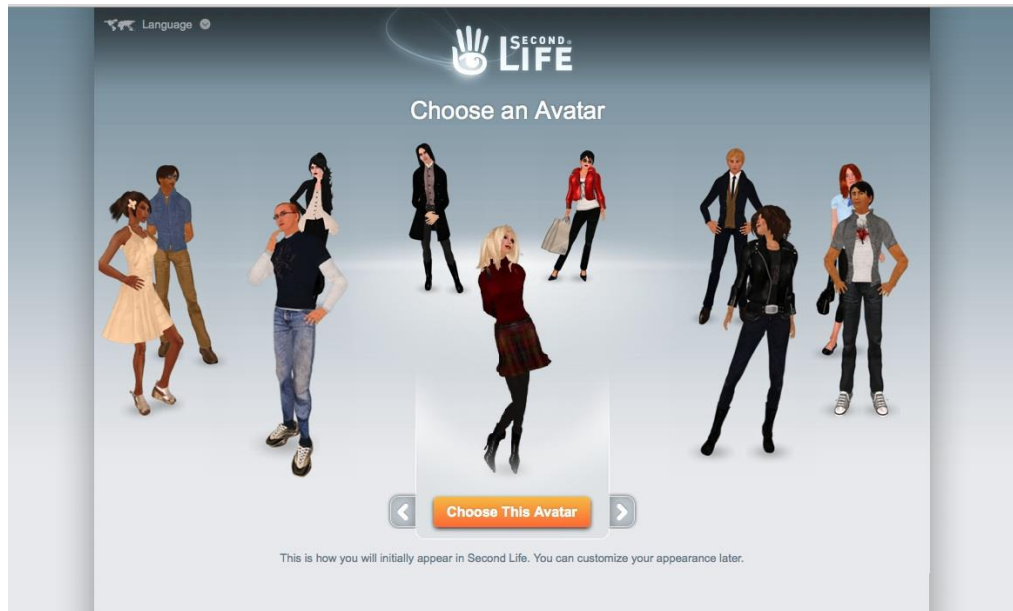 Language
SECOND®
LIFE
Choose an Avatar
Choose This Avatar
This is how you will initially appear in Second Life. You can customize your appearance later.